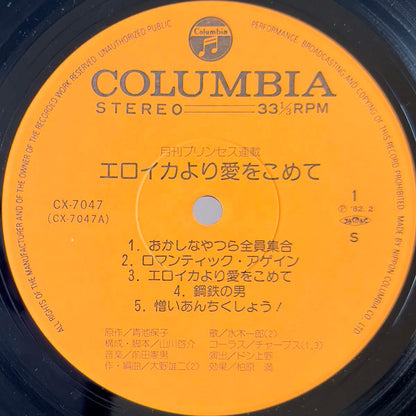 Columbia
COLUMBIA
STEREO 33⅓ RPM
月刊プリンセス連載
エロイカより愛をこめて
CX-7047
(CX-7047A)
1
Ⓟ '82. 2
JASRAC
S
1. おかしなやつら全員集合
2. ロマンティック・アゲイン
3. エロイカより愛をこめて
4. 鋼鉄の男
5. 憎いあんちくしょう!
原作/青池保子
構成・脚本/山川啓介
音楽/前田憲男
作・編曲/大野雄二(2)
歌/水木一郎(2)
コーラス/チャープス(1,3)
演出/ドン上野
効果/柏原 満
ALL RIGHTS OF THE MANUFACTURER AND OF THE OWNER OF THE RECORDED WORK RESERVED UNAUTHORIZED PUBLIC
PERFORMANCE, BROADCASTING AND COPYING OF THIS RECORD PROHIBITED MADE BY NIPPON COLUMBIA CO., LTD.